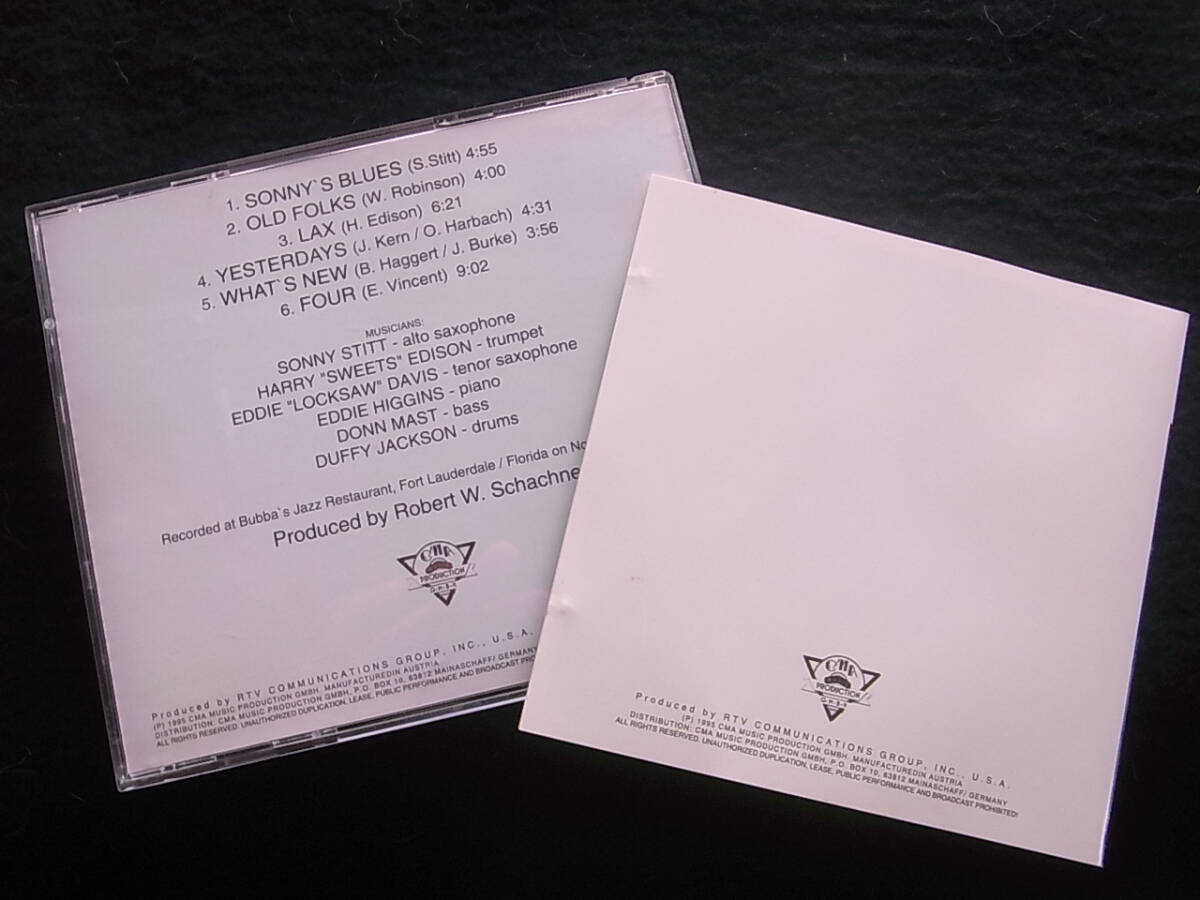 1. SONNY`S BLUES (S.Stitt) 4:55
2. OLD FOLKS (W. Robinson) 4:00
3. LAX (H. Edison) 6:21
4. YESTERDAYS (J. Kern / O. Harbach) 4:31
5. WHAT`S NEW (B. Haggert / J. Burke) 3:56
6. FOUR (E. Vincent) 9:02
MUSICIANS:
SONNY STITT - alto saxophone
HARRY "SWEETS" EDISON - trumpet
EDDIE "LOCKSAW" DAVIS - tenor saxophone
EDDIE HIGGINS - piano
DONN MAST - bass
DUFFY JACKSON - drums
Recorded at Bubba`s Jazz Restaurant, Fort Lauderdale / Florida on No
Produced by Robert W. Schachne
CMA
PRODUCTION
Produced by RTV COMMUNICATIONS GROUP, INC., U.S.A.
(P) 1995 CMA MUSIC PRODUCTION GMBH. MANUFACTUREDIN AUSTRIA
DISTRIBUTION: CMA MUSIC PRODUCTION GMBH, P.O. BOX 10, 63812 MAINASCHAFF/ GERMANY
ALL RIGHTS RESERVED. UNAUTHORIZED DUPLICATION, LEASE, PUBLIC PERFORMANCE AND BROADCAST PROH
CMA
PRODUCTION
Produced by RTV COMMUNICATIONS GROUP, INC., U.S.A.
(P) 1995 CMA MUSIC PRODUCTION GMBH. MANUFACTUREDIN AUSTRIA
DISTRIBUTION: CMA MUSIC PRODUCTION GMBH, P.O. BOX 10, 63812 MAINASCHAFF/ GERMANY
ALL RIGHTS RESERVED. UNAUTHORIZED DUPLICATION, LEASE, PUBLIC PERFORMANCE AND BROADCAST PROHIBITED!